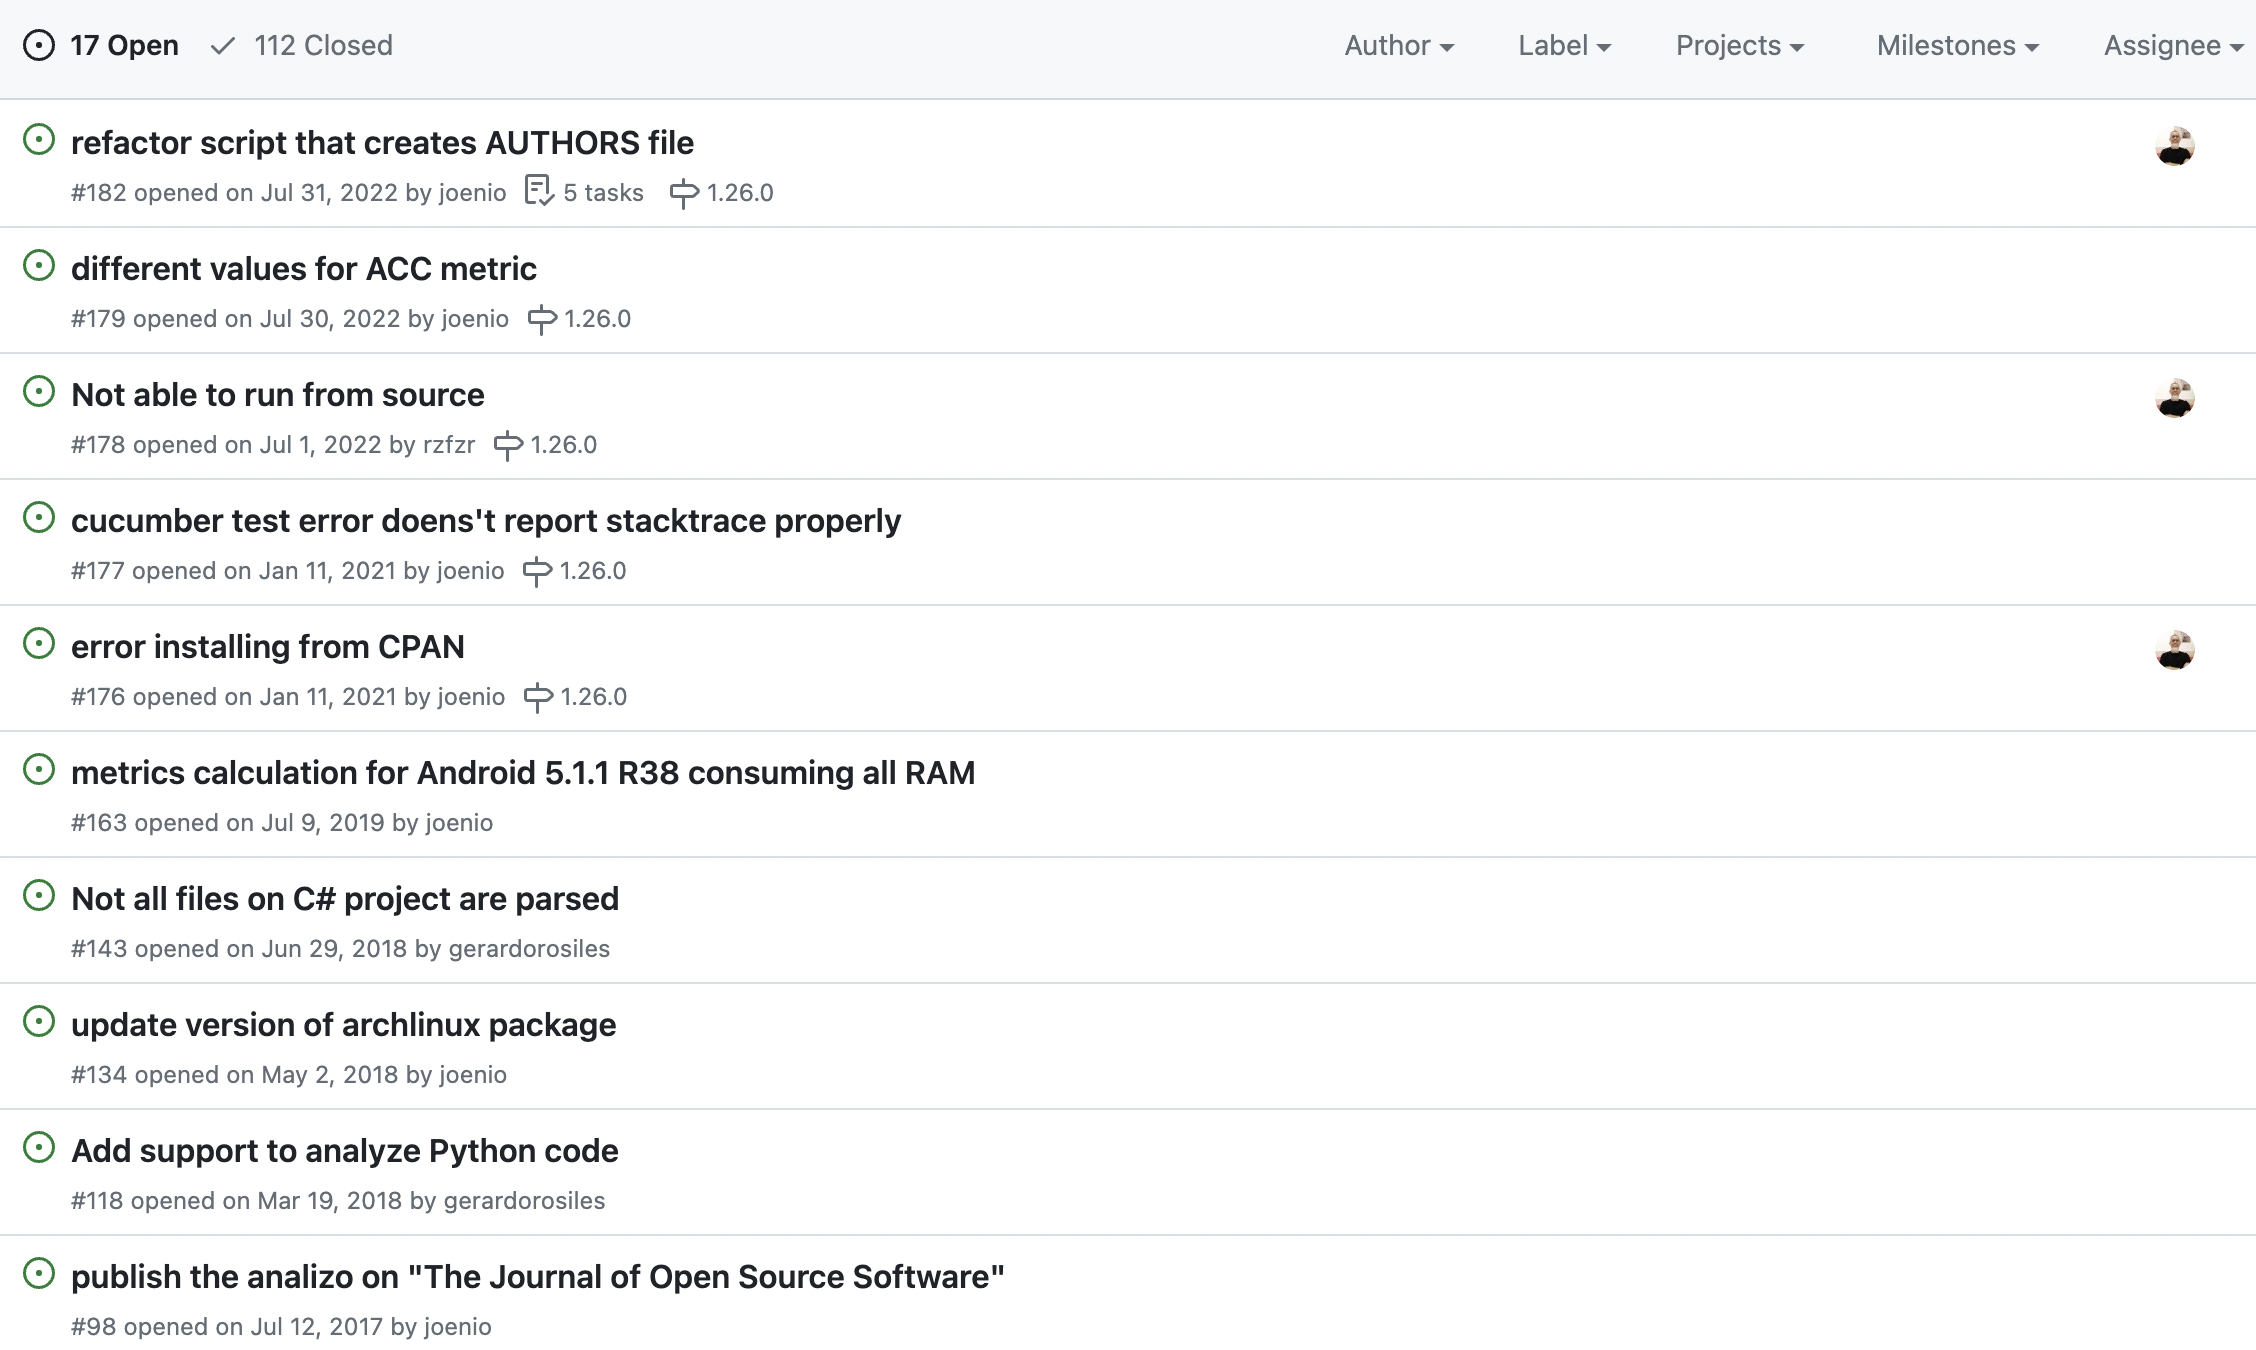 17 Open 112 Closed Author Label Projects Milestones Assignee
refactor script that creates AUTHORS file
#182 opened on Jul 31, 2022 by joenio 5 tasks 1.26.0
different values for ACC metric
#179 opened on Jul 30, 2022 by joenio 1.26.0
Not able to run from source
#178 opened on Jul 1, 2022 by rzfzr 1.26.0
cucumber test error doens't report stacktrace properly
#177 opened on Jan 11, 2021 by joenio 1.26.0
error installing from CPAN
#176 opened on Jan 11, 2021 by joenio 1.26.0
metrics calculation for Android 5.1.1 R38 consuming all RAM
#163 opened on Jul 9, 2019 by joenio
Not all files on C# project are parsed
#143 opened on Jun 29, 2018 by gerardorosiles
update version of archlinux package
#134 opened on May 2, 2018 by joenio
Add support to analyze Python code
#118 opened on Mar 19, 2018 by gerardorosiles
publish the analizo on "The Journal of Open Source Software"
#98 opened on Jul 12, 2017 by joenio